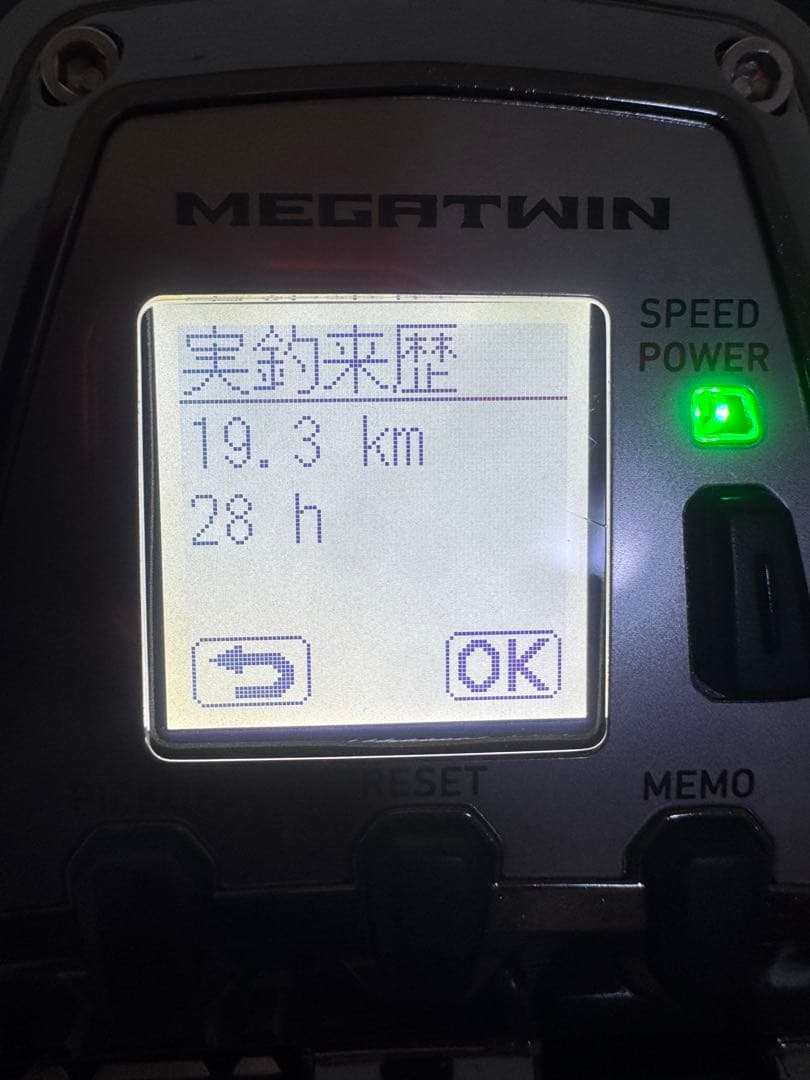 MEGATWIN
SPEED
POWER
実釣来歴
19.3 km
28 h
OK
RESET
MEMO